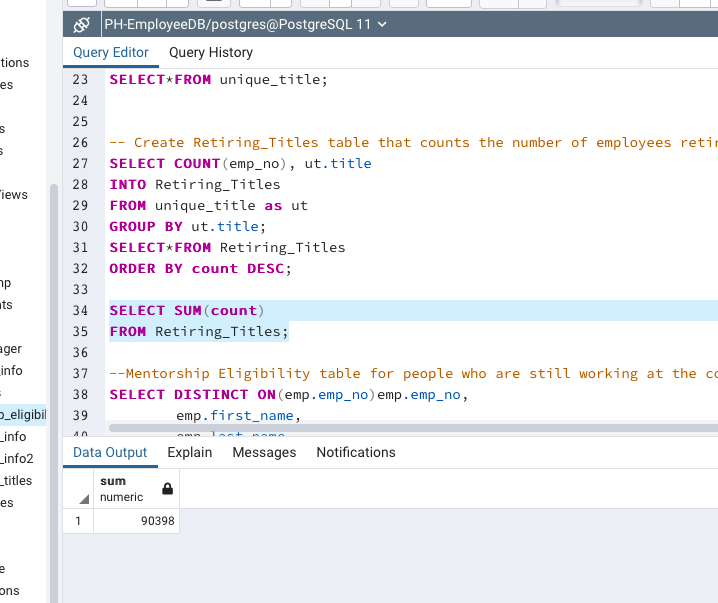 PH-EmployeeDB/postgres@PostgreSQL 11
Query Editor Query History
tions
es
s
s
iews
np
nts
ager
info
s
p_eligibil
_info
_info2
_titles
es
e
ons
23 SELECT*FROM unique_title;
24
25
26 -- Create Retiring_Titles table that counts the number of employees retir
27 SELECT COUNT(emp_no), ut.title
28 INTO Retiring_Titles
29 FROM unique_title as ut
30 GROUP BY ut.title;
31 SELECT*FROM Retiring_Titles
32 ORDER BY count DESC;
33
34 SELECT SUM(count)
35 FROM Retiring_Titles;
36
37 --Mentorship Eligibility table for people who are still working at the co
38 SELECT DISTINCT ON(emp.emp_no)emp.emp_no,
39 emp.first_name,
40 emp.last_name
Data Output Explain Messages Notifications
sum
numeric
1 90398